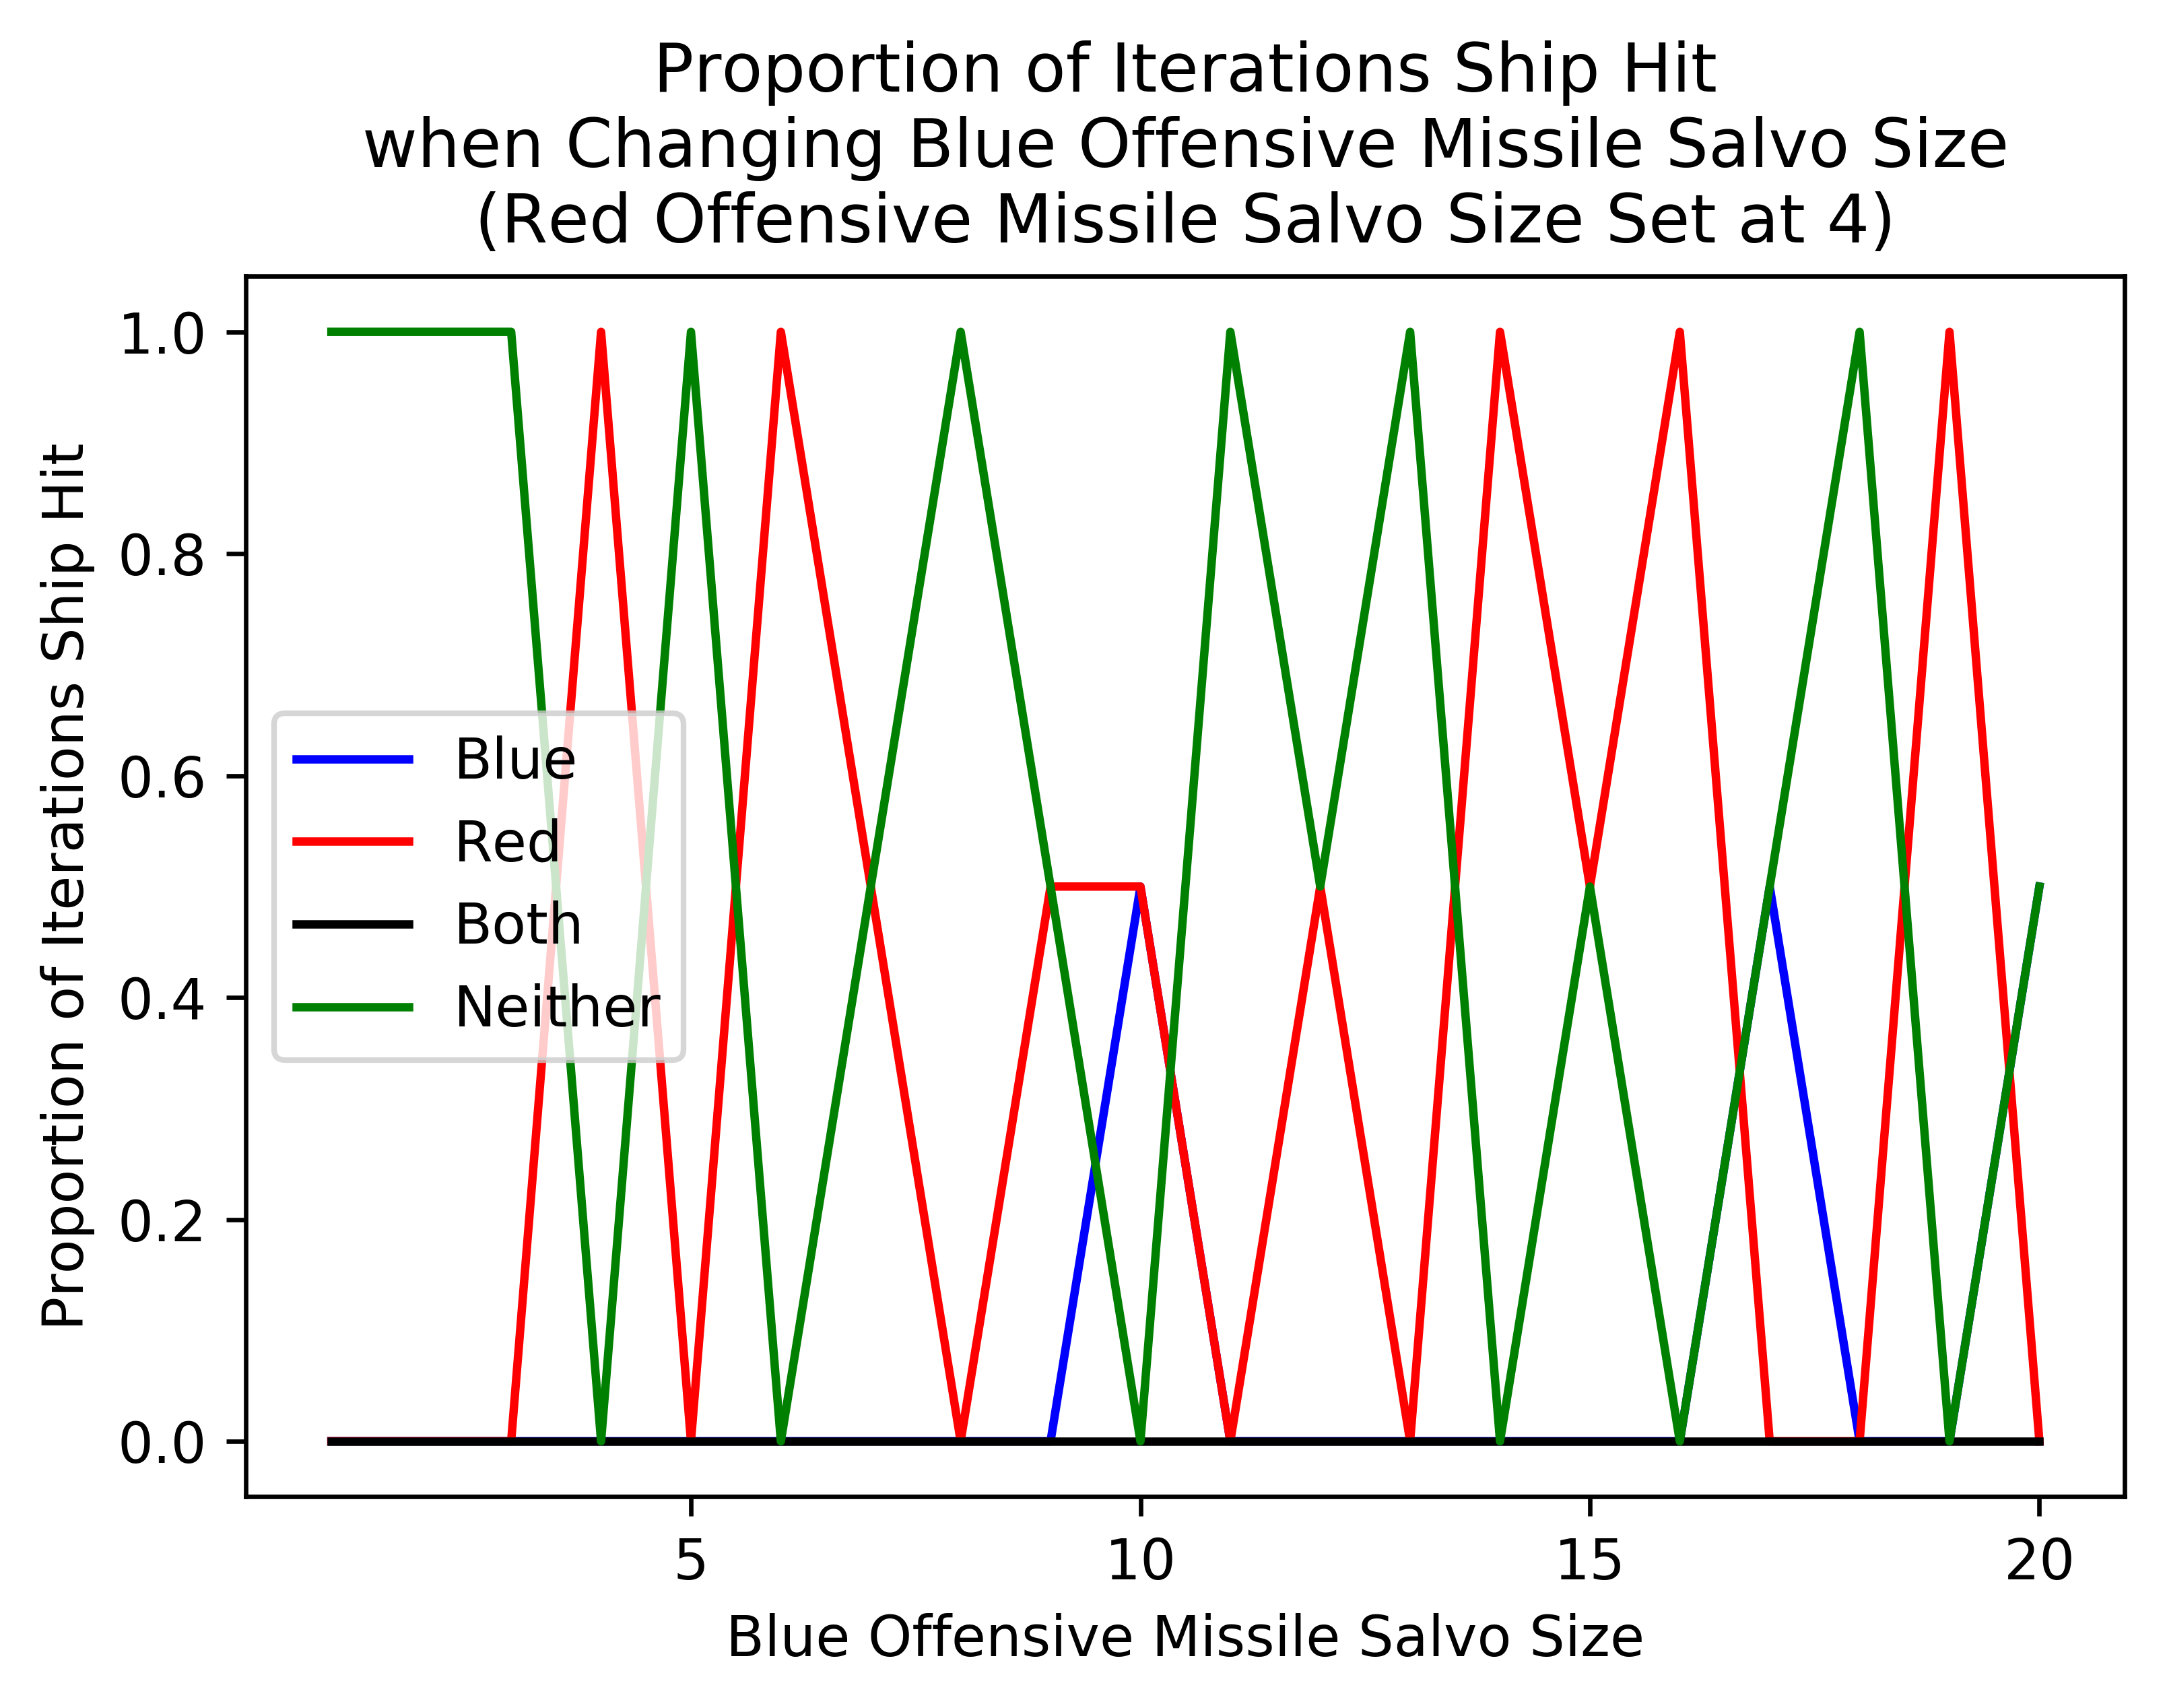 Proportion of Iterations Ship Hit
when Changing Blue Offensive Missile Salvo Size
(Red Offensive Missile Salvo Size Set at 4)
Proportion of Iterations Ship Hit
1.0
0.8
0.6
0.4
0.2
0.0
Blue
Red
Both
Neither
5
10
15
20
Blue Offensive Missile Salvo Size